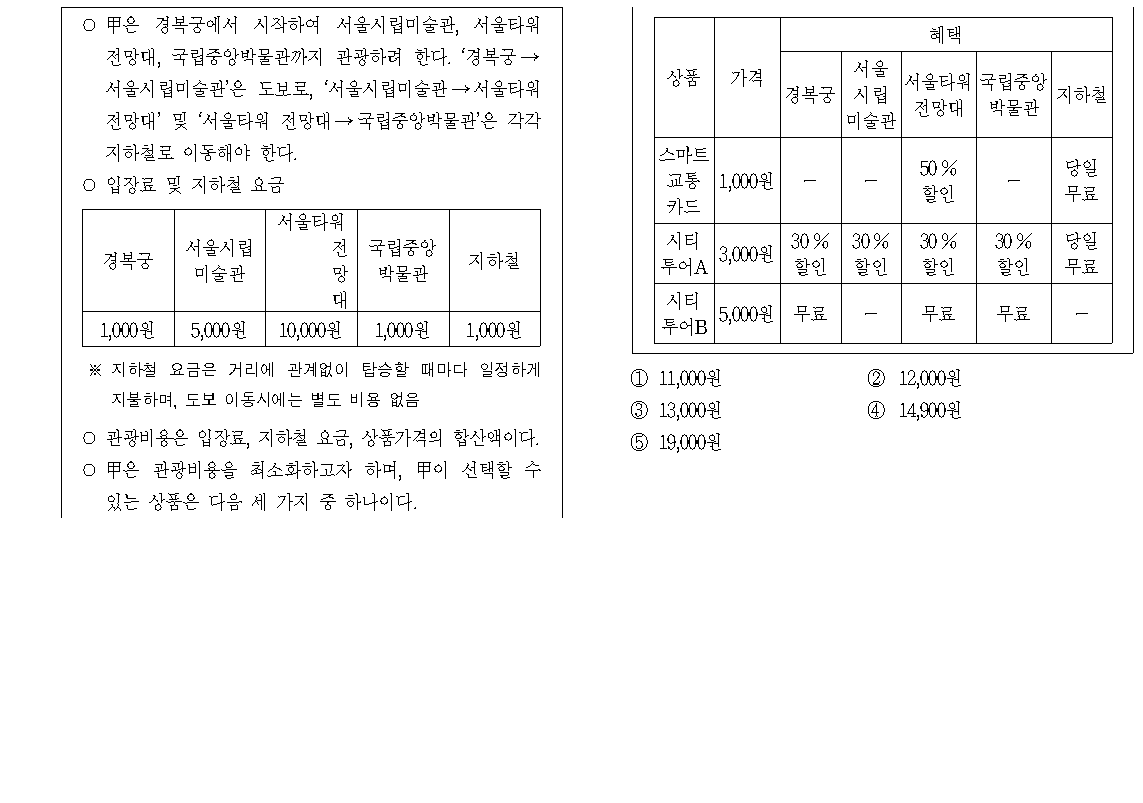 ○ 甲은 경복궁에서 시작하여 서울시립미술관, 서울타워
전망대, 국립중앙박물관까지 관광하려 한다. ‘경복궁→
서울시립미술관’은 도보로, ‘서울시립미술관→서울타워
전망대’ 및 ‘서울타워 전망대→국립중앙박물관’은 각각
지하철로 이동해야 한다.
○ 입장료 및 지하철 요금
경복궁
서울시립
미술관
서울타워
전
망
대
국립중앙
박물관
지하철
1,000원 5,000원 10,000원 1,000원 1,000원
※ 지하철 요금은 거리에 관계없이 탑승할 때마다 일정하게
지불하며, 도보 이동시에는 별도 비용 없음
○ 관광비용은 입장료, 지하철 요금, 상품가격의 합산액이다.
○ 甲은 관광비용을 최소화하고자 하며, 甲이 선택할 수
있는 상품은 다음 세 가지 중 하나이다.
상품
가격
혜택
경복궁
서울
시립
미술관
서울타워
전망대
국립중앙
박물관
지하철
스마트
교통
카드
1,000원
－
－
50%
할인
－
당일
무료
시티
투어A
3,000원
30%
할인
30%
할인
30%
할인
30%
할인
당일
무료
시티
투어B
5,000원
무료
－
무료
무료
－
① 11,000원 ② 12,000원
③ 13,000원 ④ 14,900원
⑤ 19,000원